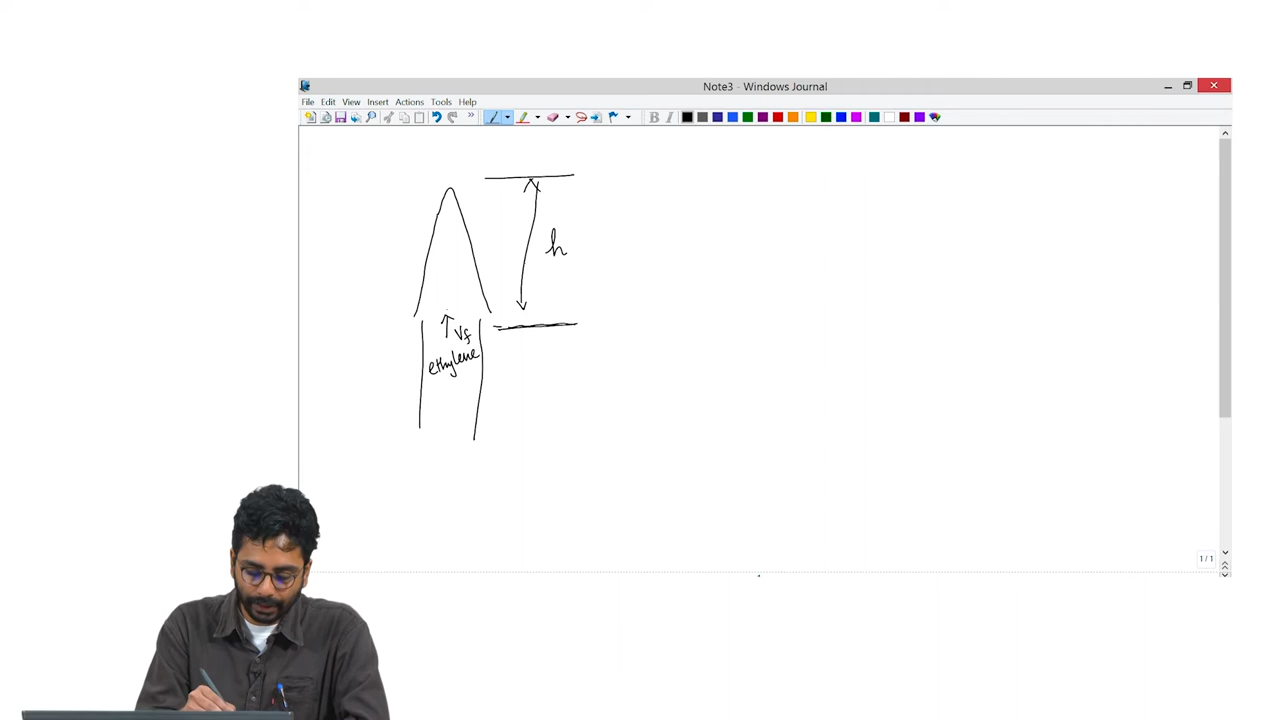 Note3 - Windows Journal
File Edit View Insert Actions Tools Help
B I
h
Vf
ethylene
1 / 1